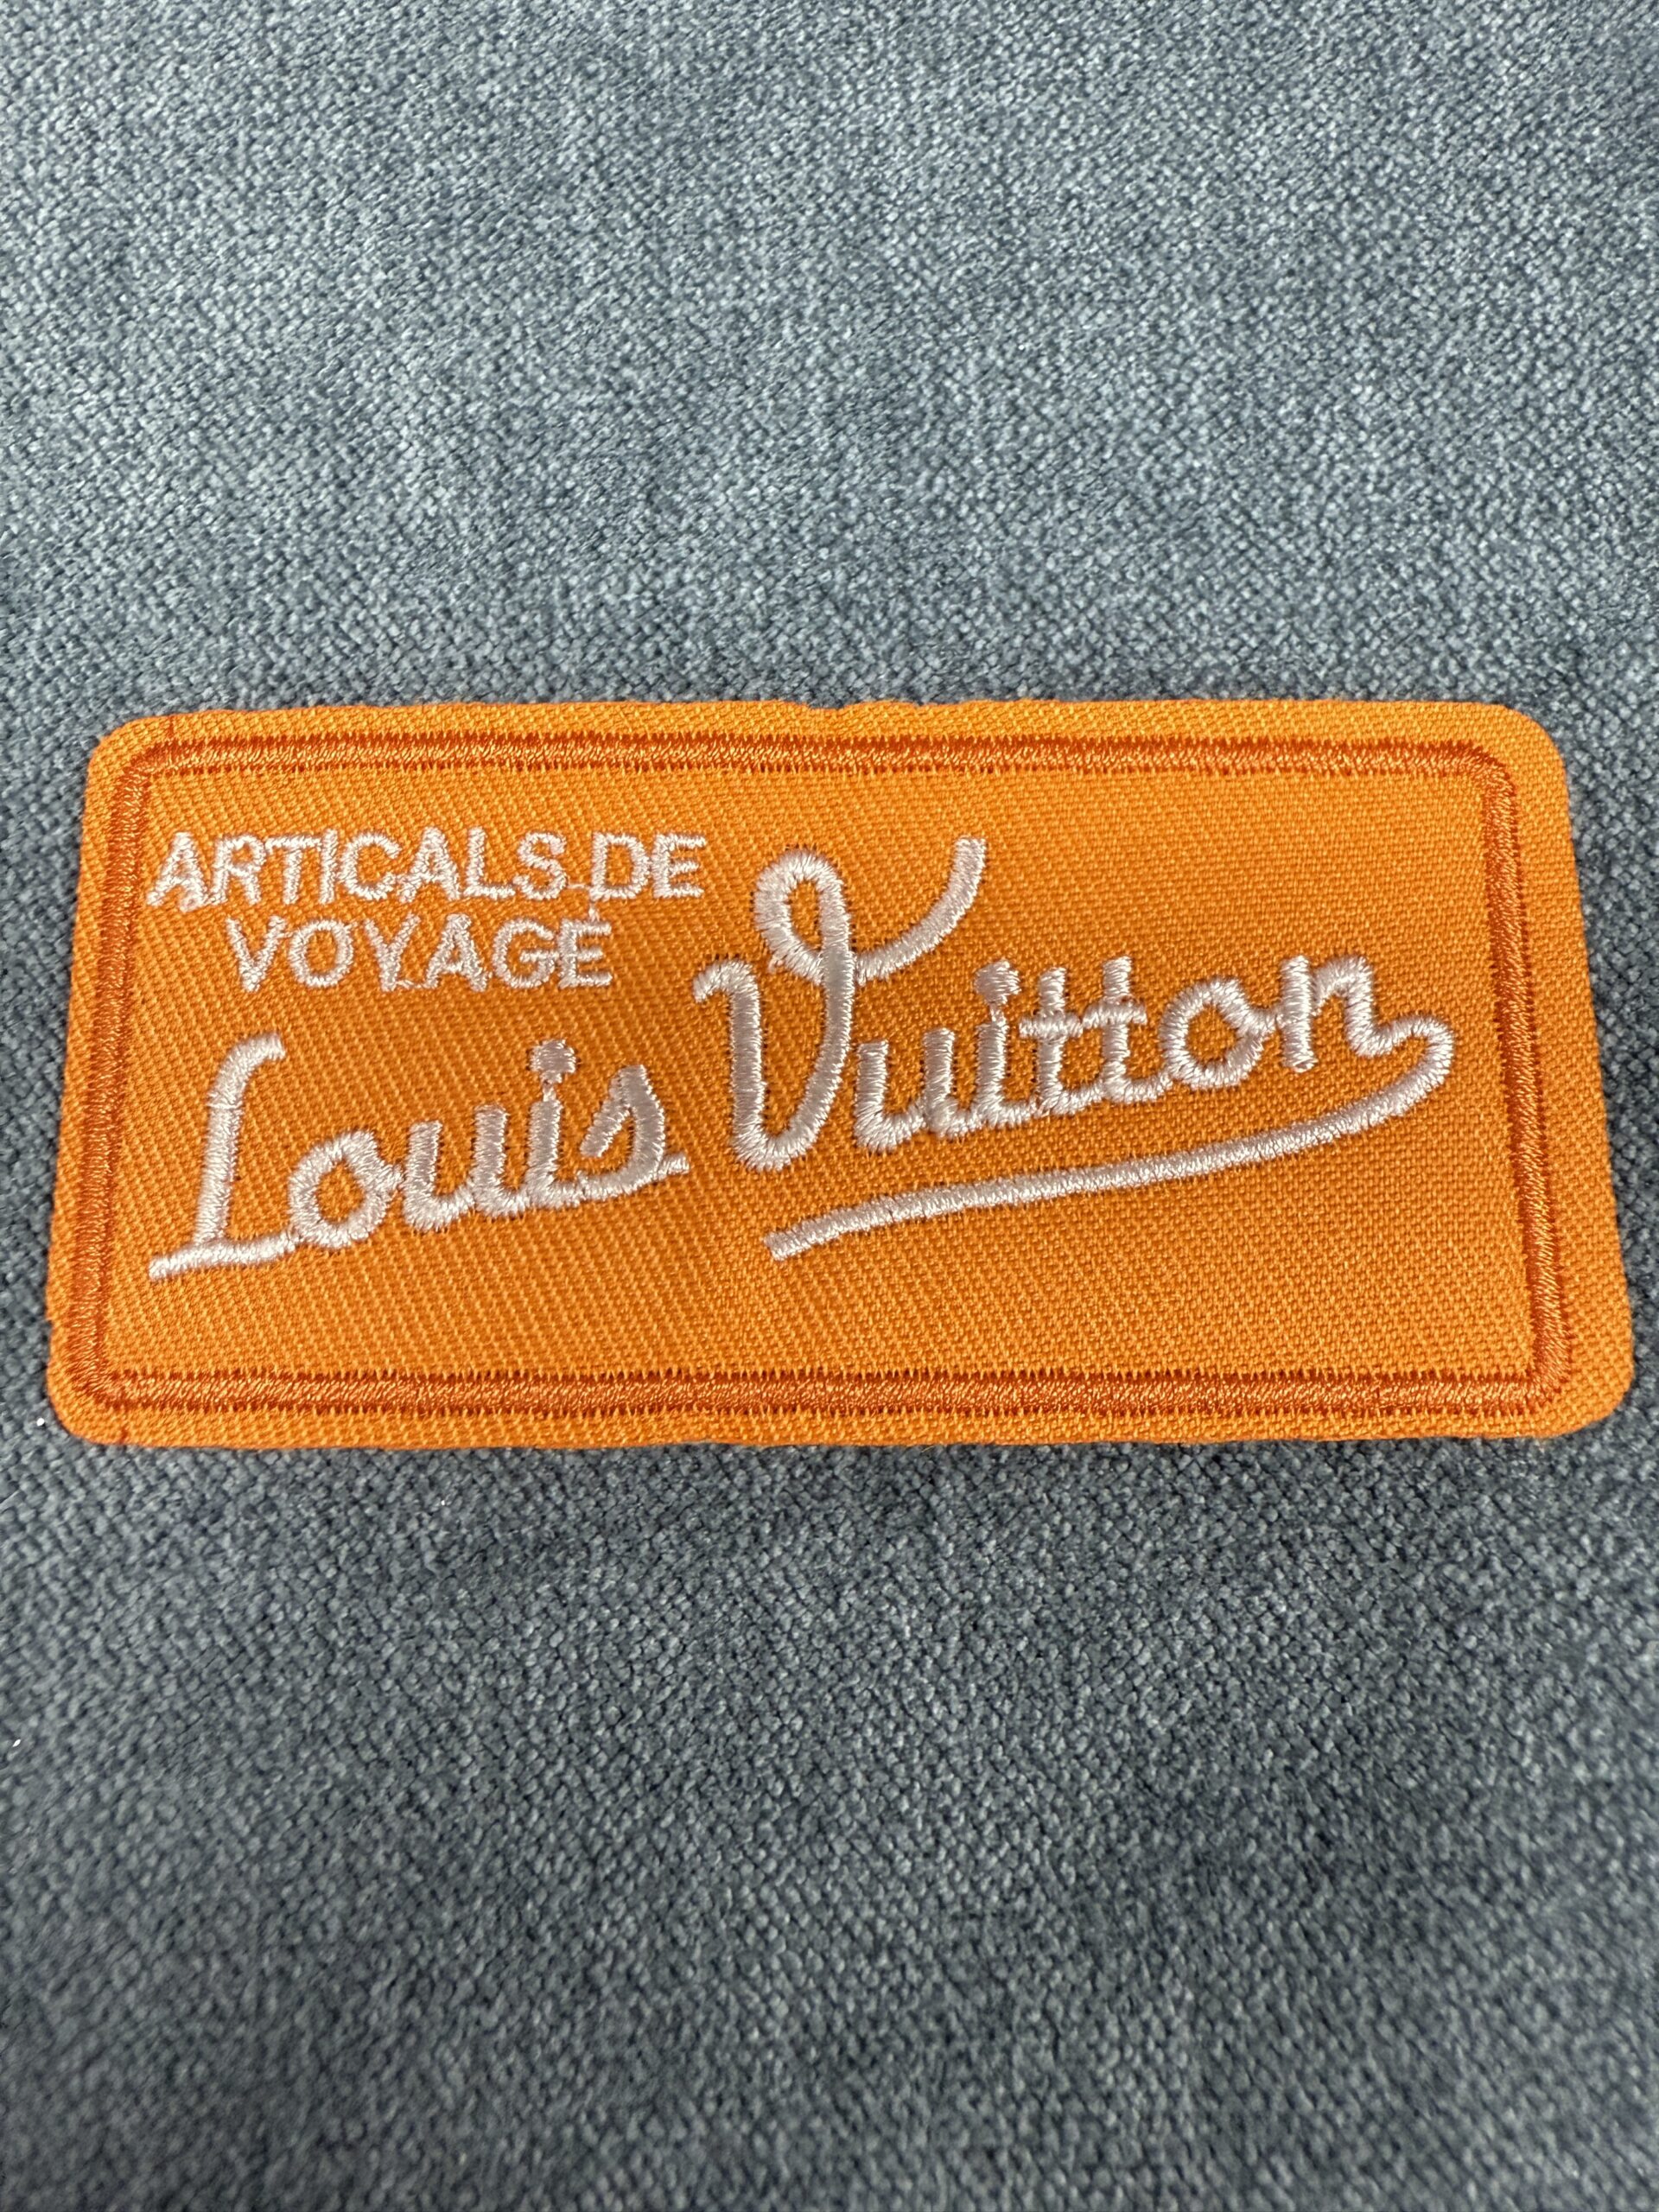 ARTICALS DE
VOYAGE
Louis Vuitton